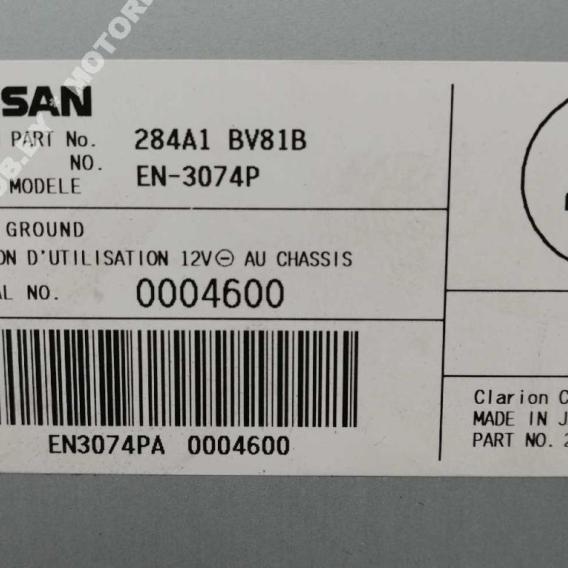 SAN
PART No. 284A1 BV81B
NO.
MODELE EN-3074P
GROUND
ON D'UTILISATION 12V⊖ AU CHASSIS
AL NO. 0004600
EN3074PA 0004600
Clarion C
MADE IN J
PART NO. 2
MOTOR